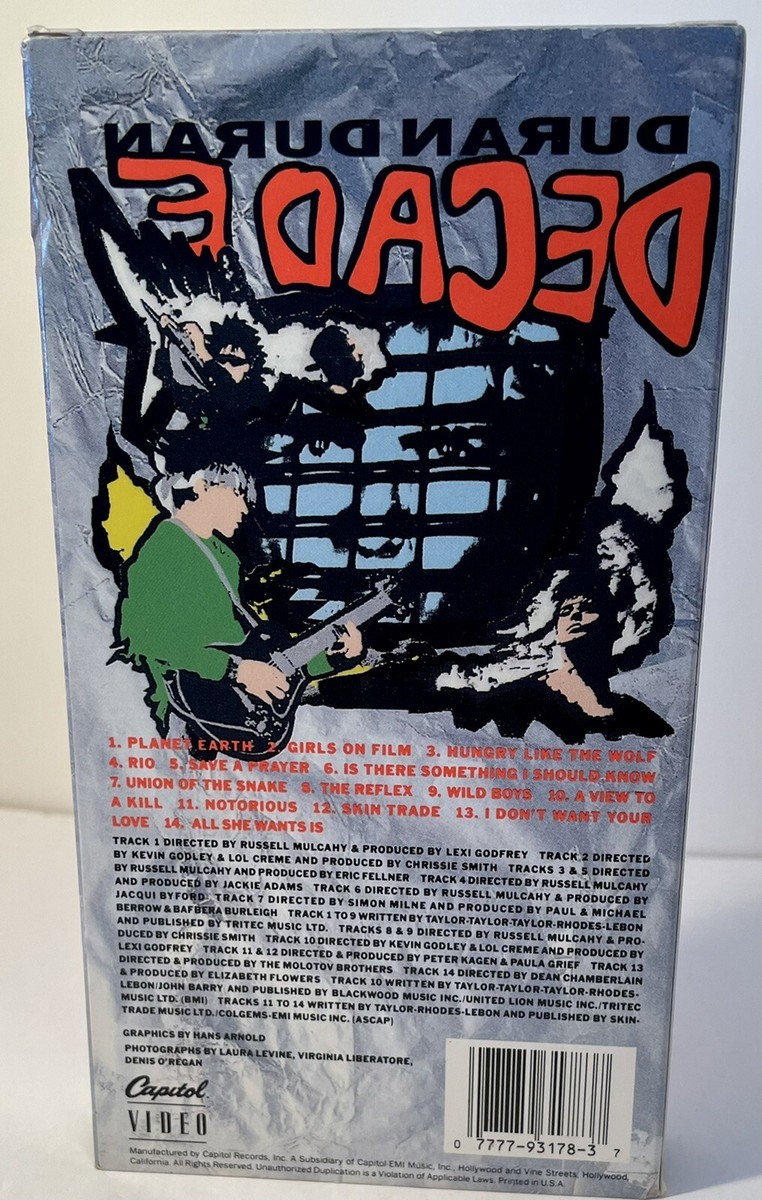 DURAN DURAN
DECADE
1. PLANET EARTH 2. GIRLS ON FILM 3. HUNGRY LIKE THE WOLF
4. RIO 5. SAVE A PRAYER 6. IS THERE SOMETHING I SHOULD KNOW
7. UNION OF THE SNAKE 8. THE REFLEX 9. WILD BOYS 10. A VIEW TO
A KILL 11. NOTORIOUS 12. SKIN TRADE 13. I DON'T WANT YOUR
LOVE 14. ALL SHE WANTS IS
TRACK 1 DIRECTED BY RUSSELL MULCAHY & PRODUCED BY LEXI GODFREY TRACK 2 DIRECTED
BY KEVIN GODLEY & LOL CREME AND PRODUCED BY CHRISSIE SMITH TRACKS 3 & 5 DIRECTED
BY RUSSELL MULCAHY AND PRODUCED BY ERIC FELLNER TRACK 4 DIRECTED BY RUSSELL MULCAHY
AND PRODUCED BY JACKIE ADAMS TRACK 6 DIRECTED BY RUSSELL MULCAHY & PRODUCED BY
JACQUI BYFORD TRACK 7 DIRECTED BY SIMON MILNE AND PRODUCED BY PAUL & MICHAEL
BERROW & BAFBERA BURLEIGH TRACK 1 TO 9 WRITTEN BY TAYLOR-TAYLOR-TAYLOR-RHODES-LEBON
AND PUBLISHED BY TRITEC MUSIC LTD. TRACKS 8 & 9 DIRECTED BY RUSSELL MULCAHY & PRO-
DUCED BY CHRISSIE SMITH TRACK 10 DIRECTED BY KEVIN GODLEY & LOL CREME AND PRODUCED BY
LEXI GODFREY TRACK 11 & 12 DIRECTED & PRODUCED BY PETER KAGEN & PAULA GRIEF TRACK 13
DIRECTED & PRODUCED BY THE MOLOTOV BROTHERS TRACK 14 DIRECTED BY DEAN CHAMBERLAIN
& PRODUCED BY ELIZABETH FLOWERS TRACK 10 WRITTEN BY TAYLOR-TAYLOR-TAYLOR-RHODES-
LEBON/JOHN BARRY AND PUBLISHED BY BLACKWOOD MUSIC INC./UNITED LION MUSIC INC./TRITEC
MUSIC LTD. (BMI) TRACKS 11 TO 14 WRITTEN BY TAYLOR-RHODES-LEBON AND PUBLISHED BY SKIN-
TRADE MUSIC LTD./COLGEMS-EMI MUSIC INC. (ASCAP)
GRAPHICS BY HANS ARNOLD
PHOTOGRAPHS BY LAURA LEVINE, VIRGINIA LIBERATORE,
DENIS O'REGAN
Capitol
VIDEO
0 7777-93178-3 7
Manufactured by Capitol Records, Inc. A Subsidiary of Capitol-EMI Music, Inc., Hollywood and Vine Streets, Hollywood,
California. All Rights Reserved. Unauthorized Duplication is a Violation of Applicable Laws. Printed in U.S.A.